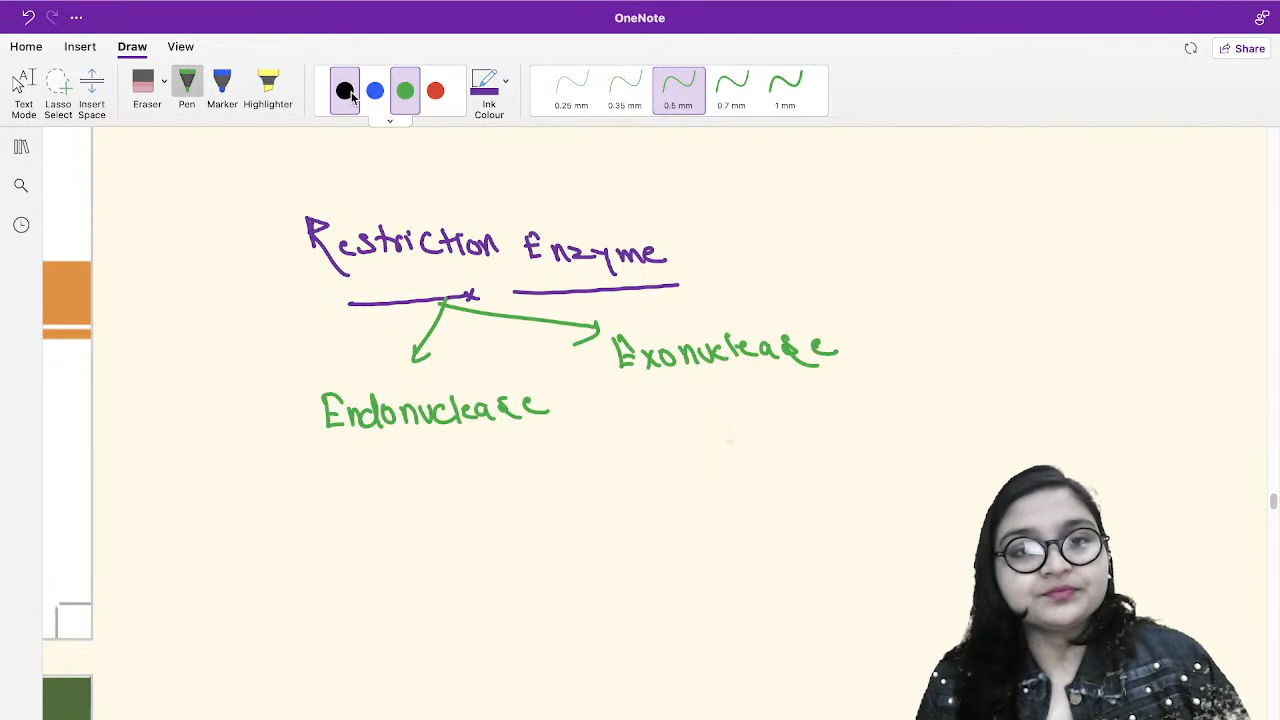 OneNote
Home Insert Draw View
Share
Text Mode
Lasso Select
Insert Space
Eraser
Pen
Marker
Highlighter
Ink Colour
0.25 mm
0.35 mm
0.5 mm
0.7 mm
1 mm
Restriction Enzyme
Exonuclease
Endonuclease